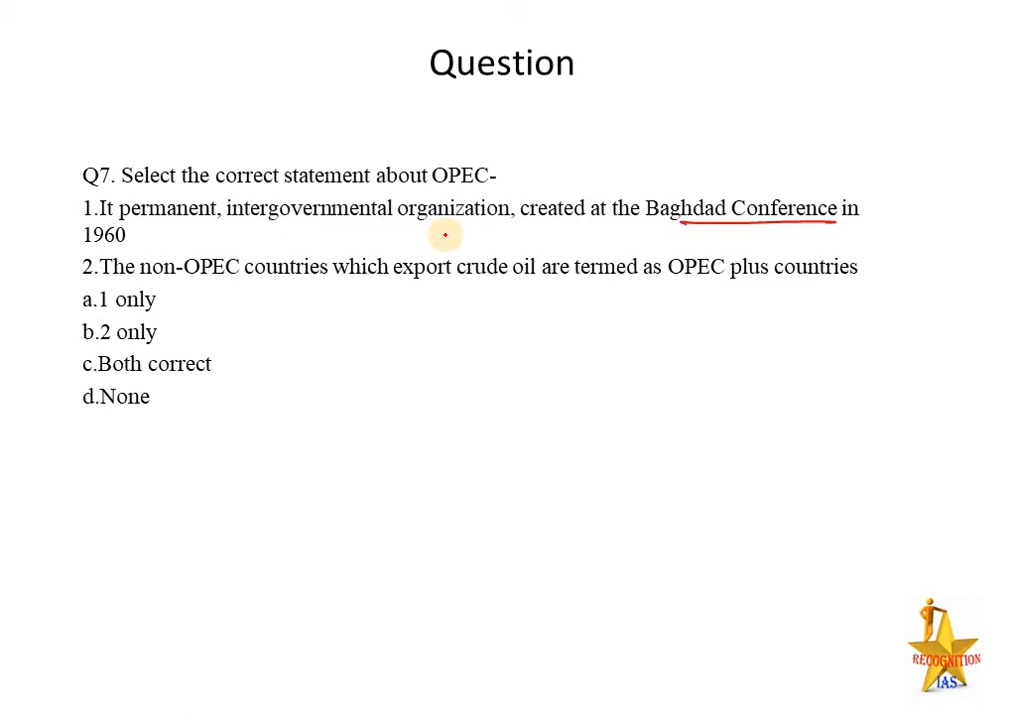 Question
Q7. Select the correct statement about OPEC-
1.It permanent, intergovernmental organization, created at the Baghdad Conference in
1960
2.The non-OPEC countries which export crude oil are termed as OPEC plus countries
a.1 only
b.2 only
c.Both correct
d.None
RECOGNITION
IAS